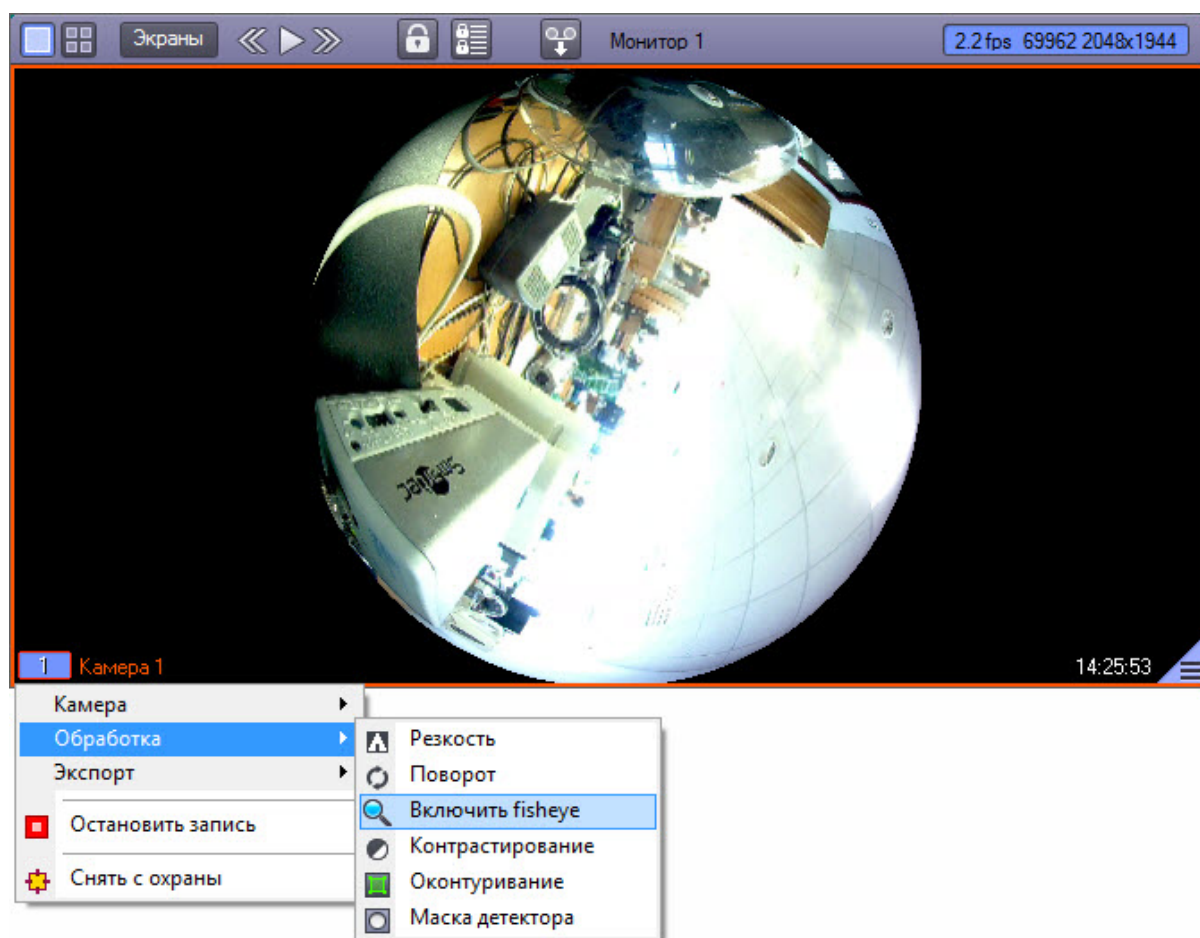 Экраны
Монитор 1
2.2 fps 69962 2048x1944
Smartec
1 Камера 1
14:25:53
Камера
Обработка
Экспорт
Остановить запись
Снять с охраны
Резкость
Поворот
Включить fisheye
Контрастирование
Оконтуривание
Маска детектора